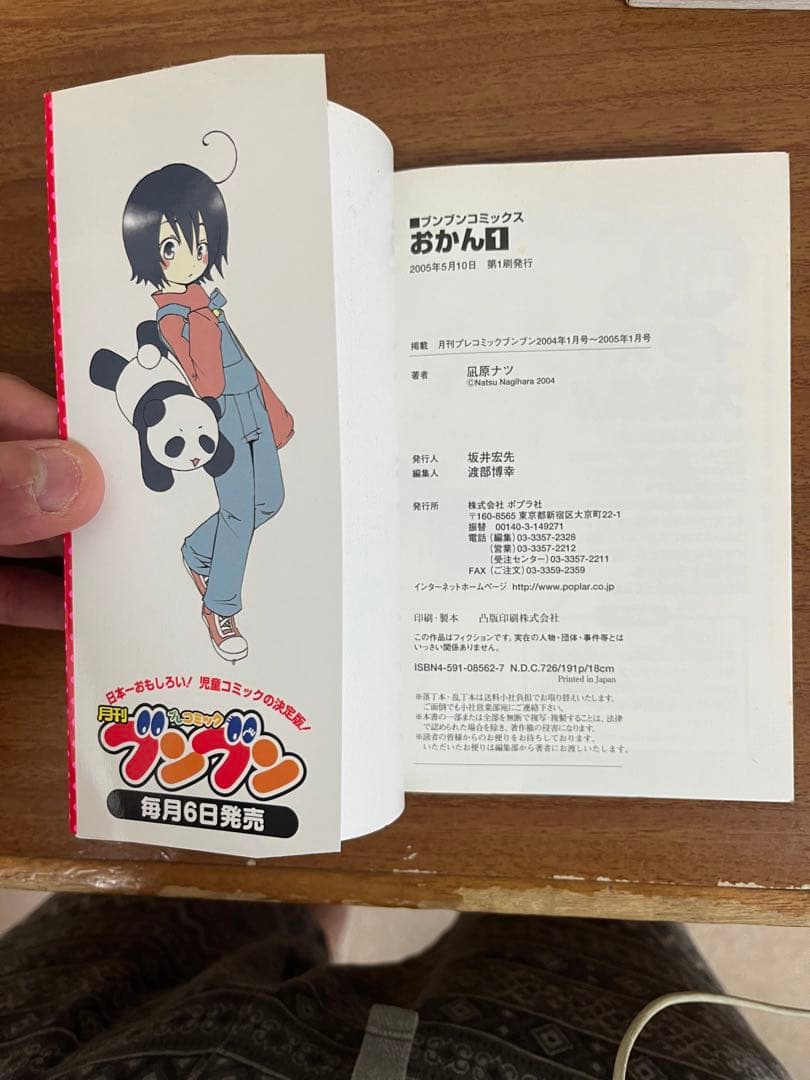 日本一おもしろい! 児童コミックの決定版!
月刊 プレコミック
ブンブン
毎月6日発売
■ブンブンコミックス
おかん1
2005年5月10日 第1刷発行
掲載 月刊プレコミックブンブン2004年1月号〜2005年1月号
著者 凪原ナツ
©Natsu Nagihara 2004
発行人 坂井宏先
編集人 渡部博幸
発行所 株式会社 ポプラ社
〒160-8565 東京都新宿区大京町22-1
振替 00140-3-149271
電話 (編集) 03-3357-2328
(営業) 03-3357-2212
(受注センター) 03-3357-2211
FAX (ご注文) 03-3359-2359
インターネットホームページ http://www.poplar.co.jp
印刷・製本 凸版印刷株式会社
この作品はフィクションです。実在の人物・団体・事件等とは
いっさい関係ありません。
ISBN4-591-08562-7 N.D.C.726/191p/18cm
Printed in Japan
※落丁本・乱丁本は送料小社負担でお取り替えいたします。
ご面倒でも小社営業部宛にご連絡下さい。
※本書の一部または全部を無断で複写・複製することは、法律
で認められた場合を除き、著作権の侵害になります。
※読者の皆様からのお便りをお待ちしております。
いただいたお便りは編集部から著者にお渡しいたします。